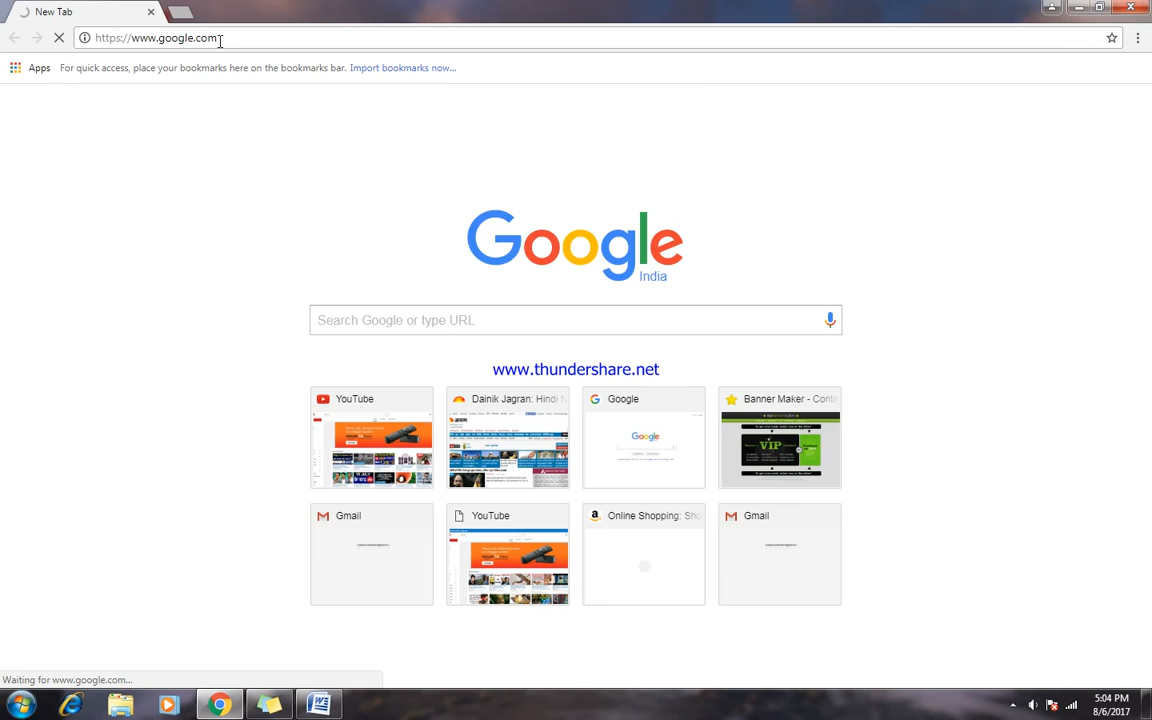 New Tab
https://www.google.com
Apps
For quick access, place your bookmarks here on the bookmarks bar. Import bookmarks now...
Google
India
Search Google or type URL
www.thundershare.net
YouTube
Dainik Jagran: Hindi N
Google
Banner Maker - Conte
Gmail
YouTube
Online Shopping: Sho
Gmail
Waiting for www.google.com...
5:04 PM
8/6/2017